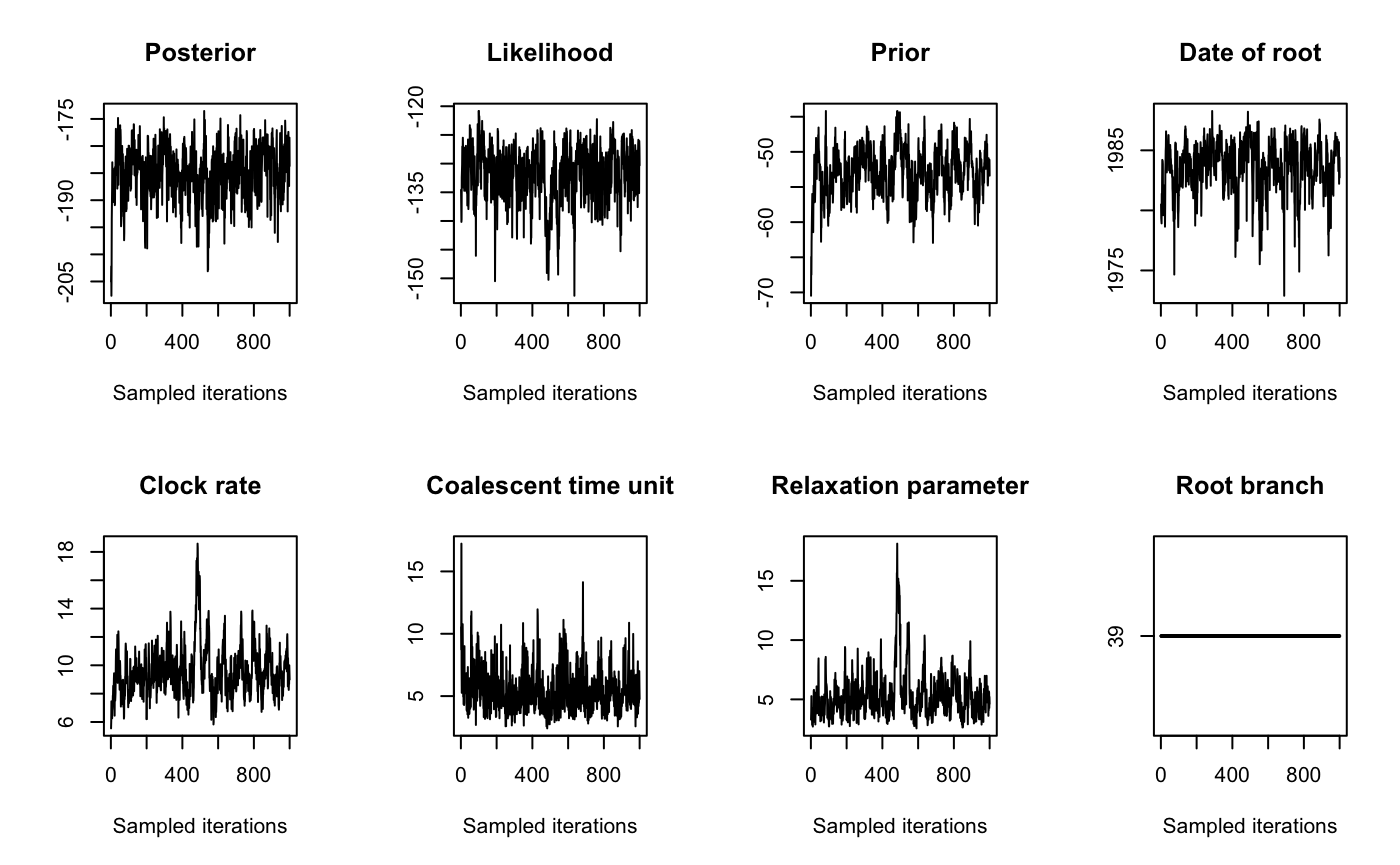 Posterior Likelihood Prior Date of root
-175 -190 -205 -120 -135 -150 -50 -60 -70 1985 1975
0 400 800 0 400 800 0 400 800 0 400 800
Sampled iterations Sampled iterations Sampled iterations Sampled iterations
Clock rate Coalescent time unit Relaxation parameter Root branch
18 14 10 6 15 10 5 15 10 5 39
0 400 800 0 400 800 0 400 800 0 400 800
Sampled iterations Sampled iterations Sampled iterations Sampled iterations